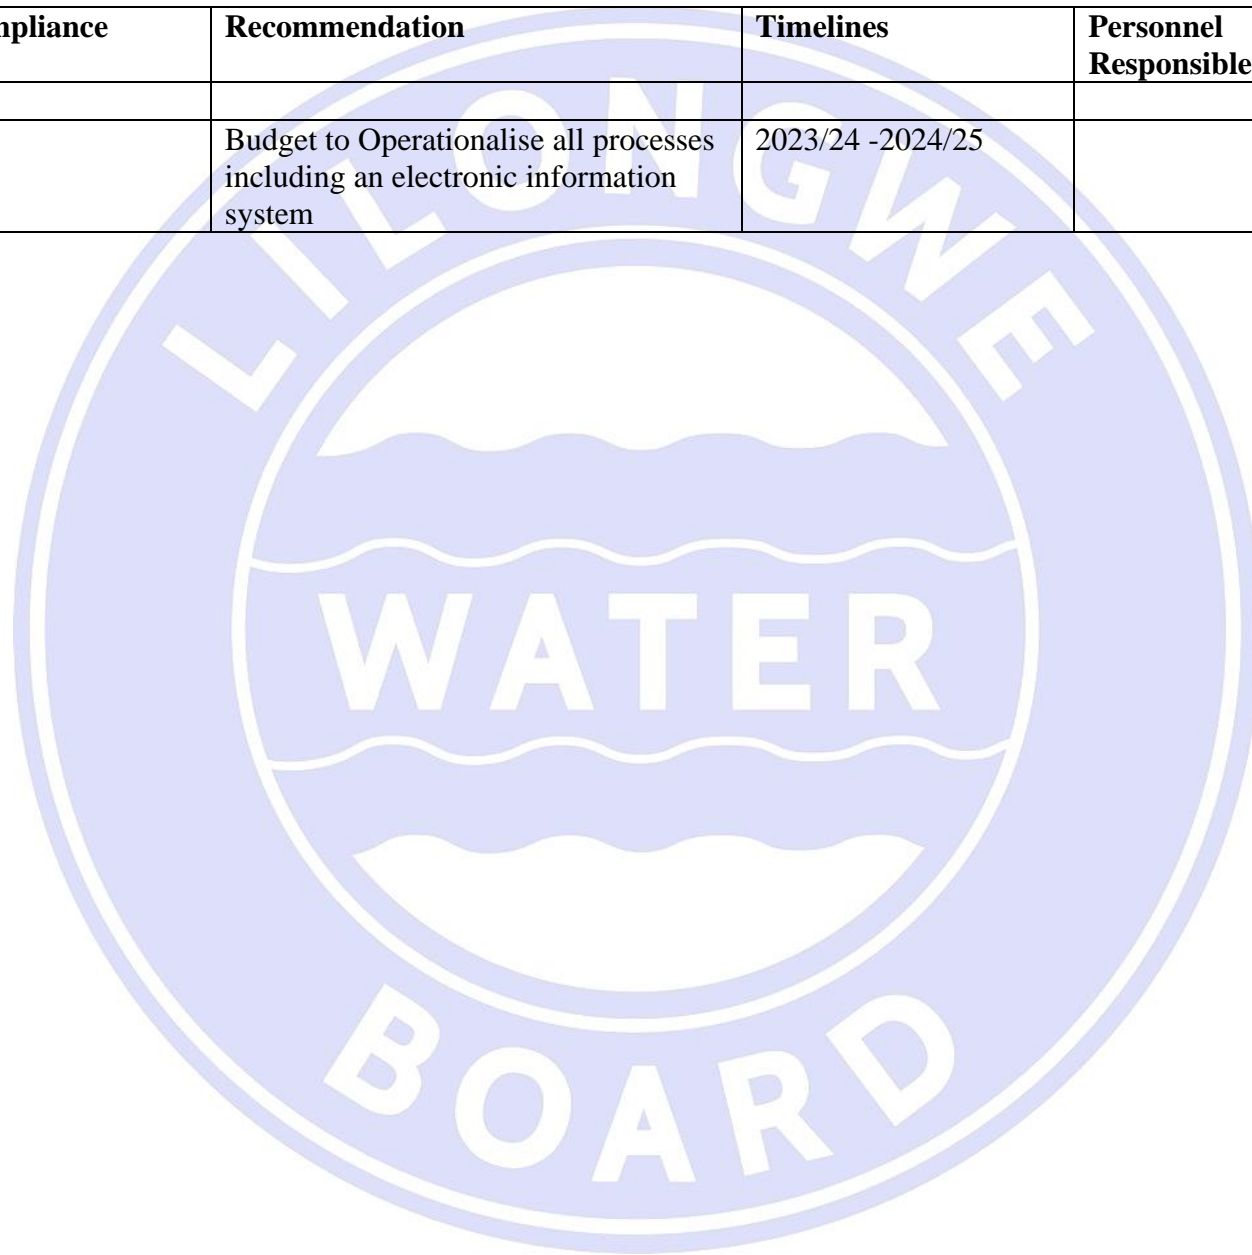 mpliance Recommendation Timelines Personnel
Responsible
Budget to Operationalise all processes 2023/24 -2024/25
including an electronic information
system
LILONGWE
WATER
BOARD